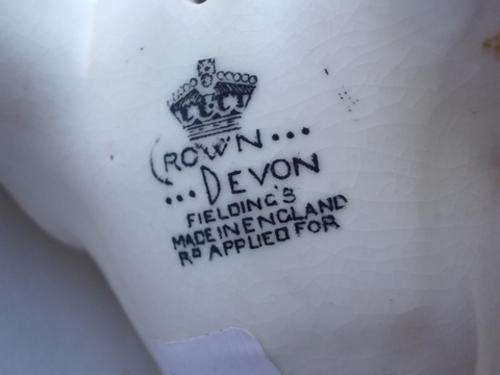 CROWN...
...DEVON
FIELDING'S
MADE IN ENGLAND
RD APPLIED FOR